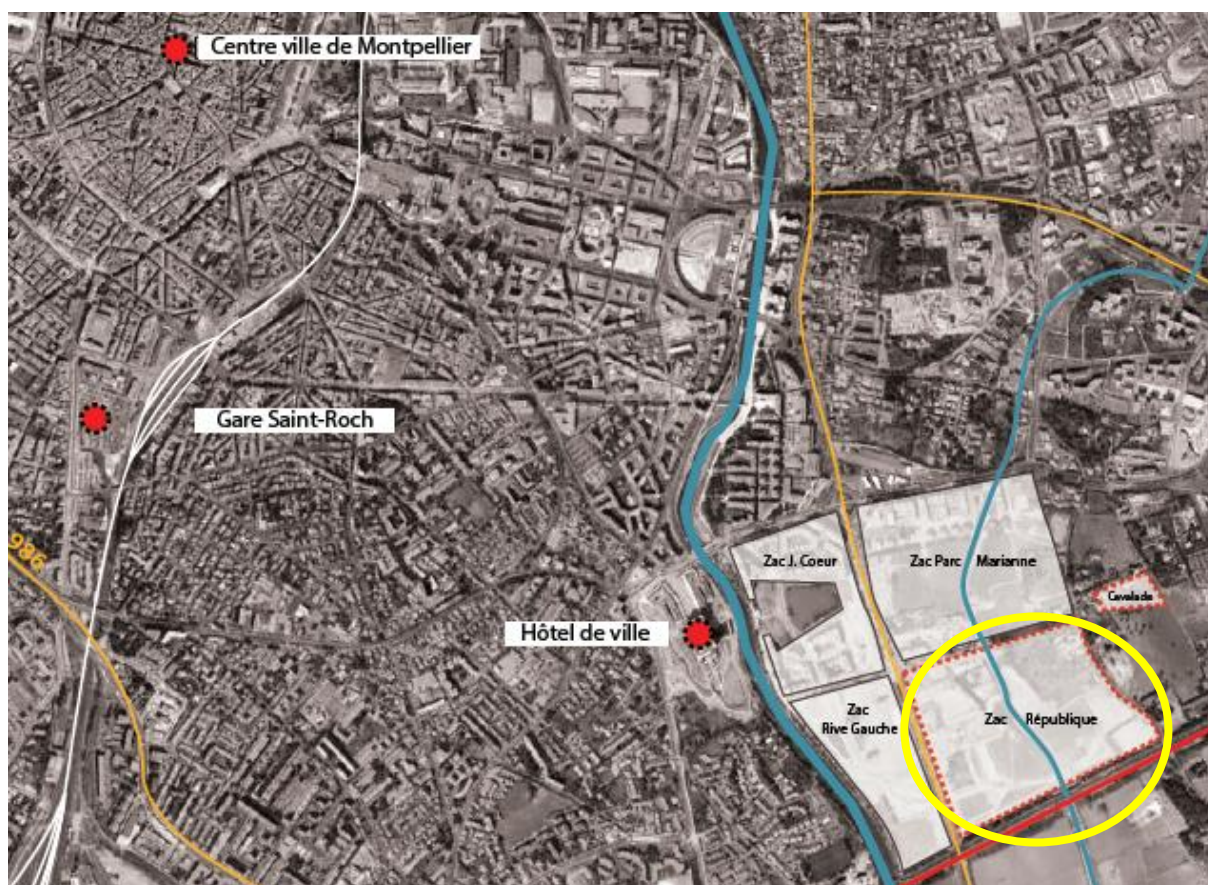 Centre ville de Montpellier
Gare Saint-Roch
986
Zac J. Coeur
Zac Parc Marianne
Cavalade
Hôtel de ville
Zac
Rive Gauche
Zac République